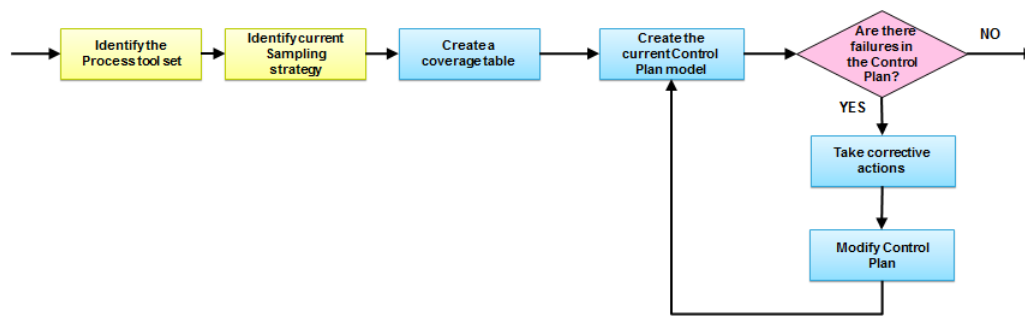 Identify the
Process tool set
Identify current
Sampling
strategy
Create a
coverage table
Create the
current Control
Plan model
Are there
failures in
the Control
Plan?
NO
YES
Take corrective
actions
Modify Control
Plan